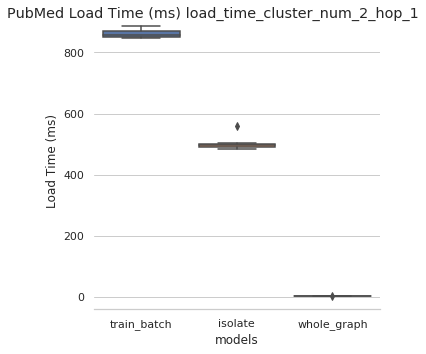 PubMed Load Time (ms) load_time_cluster_num_2_hop_1
800
600
400
200
0
Load Time (ms)
train_batch
isolate
whole_graph
models